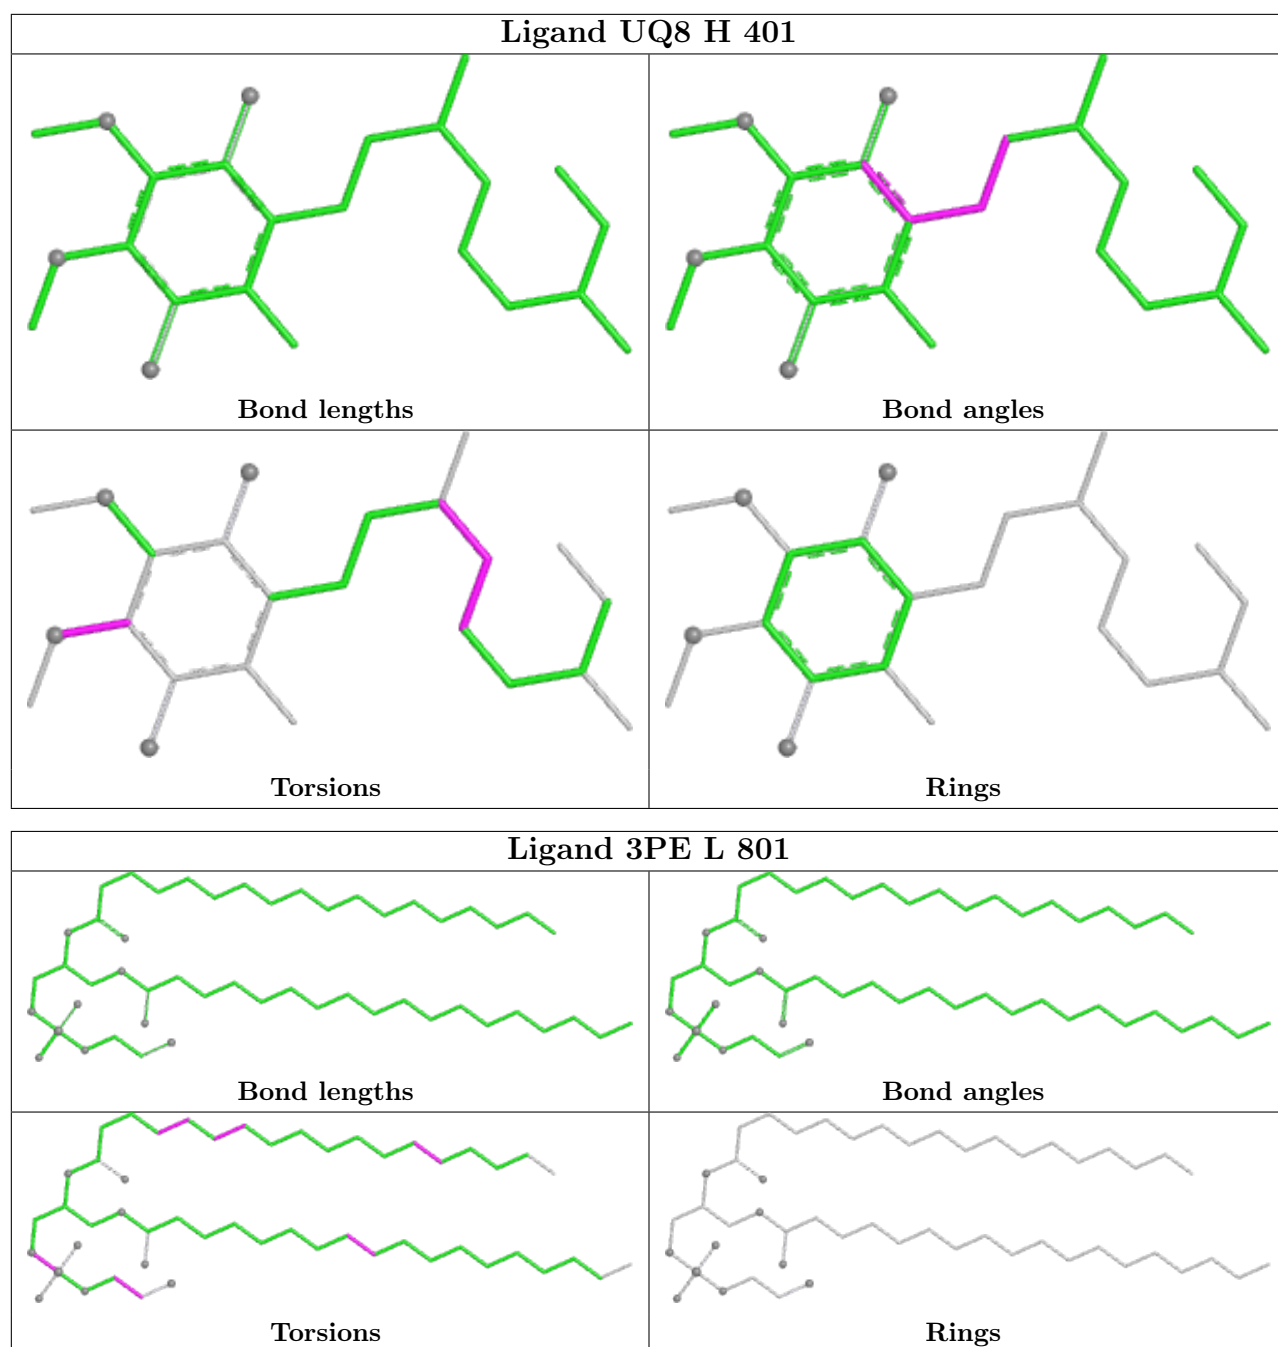 Ligand UQ8 H 401
Bond lengths
Bond angles
Torsions
Rings
Ligand 3PE L 801
Bond lengths
Bond angles
Torsions
Rings